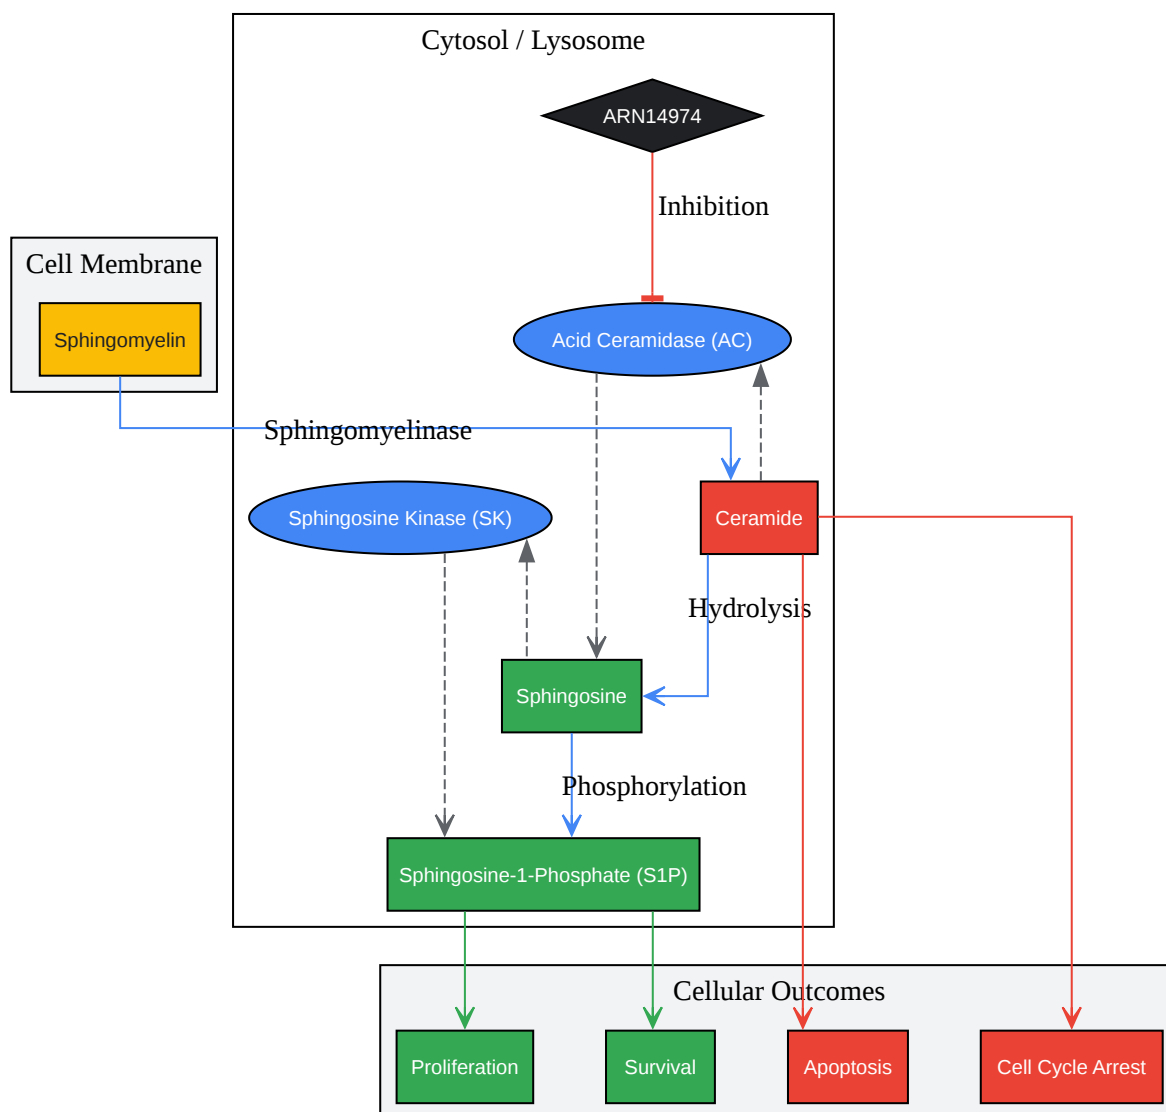 Cytosol / Lysosome
ARN14974
Inhibition
Cell Membrane
Sphingomyelin
Acid Ceramidase (AC)
Sphingomyelinase
Sphingosine Kinase (SK)
Ceramide
Hydrolysis
Sphingosine
Phosphorylation
Sphingosine-1-Phosphate (S1P)
Cellular Outcomes
Proliferation
Survival
Apoptosis
Cell Cycle Arrest